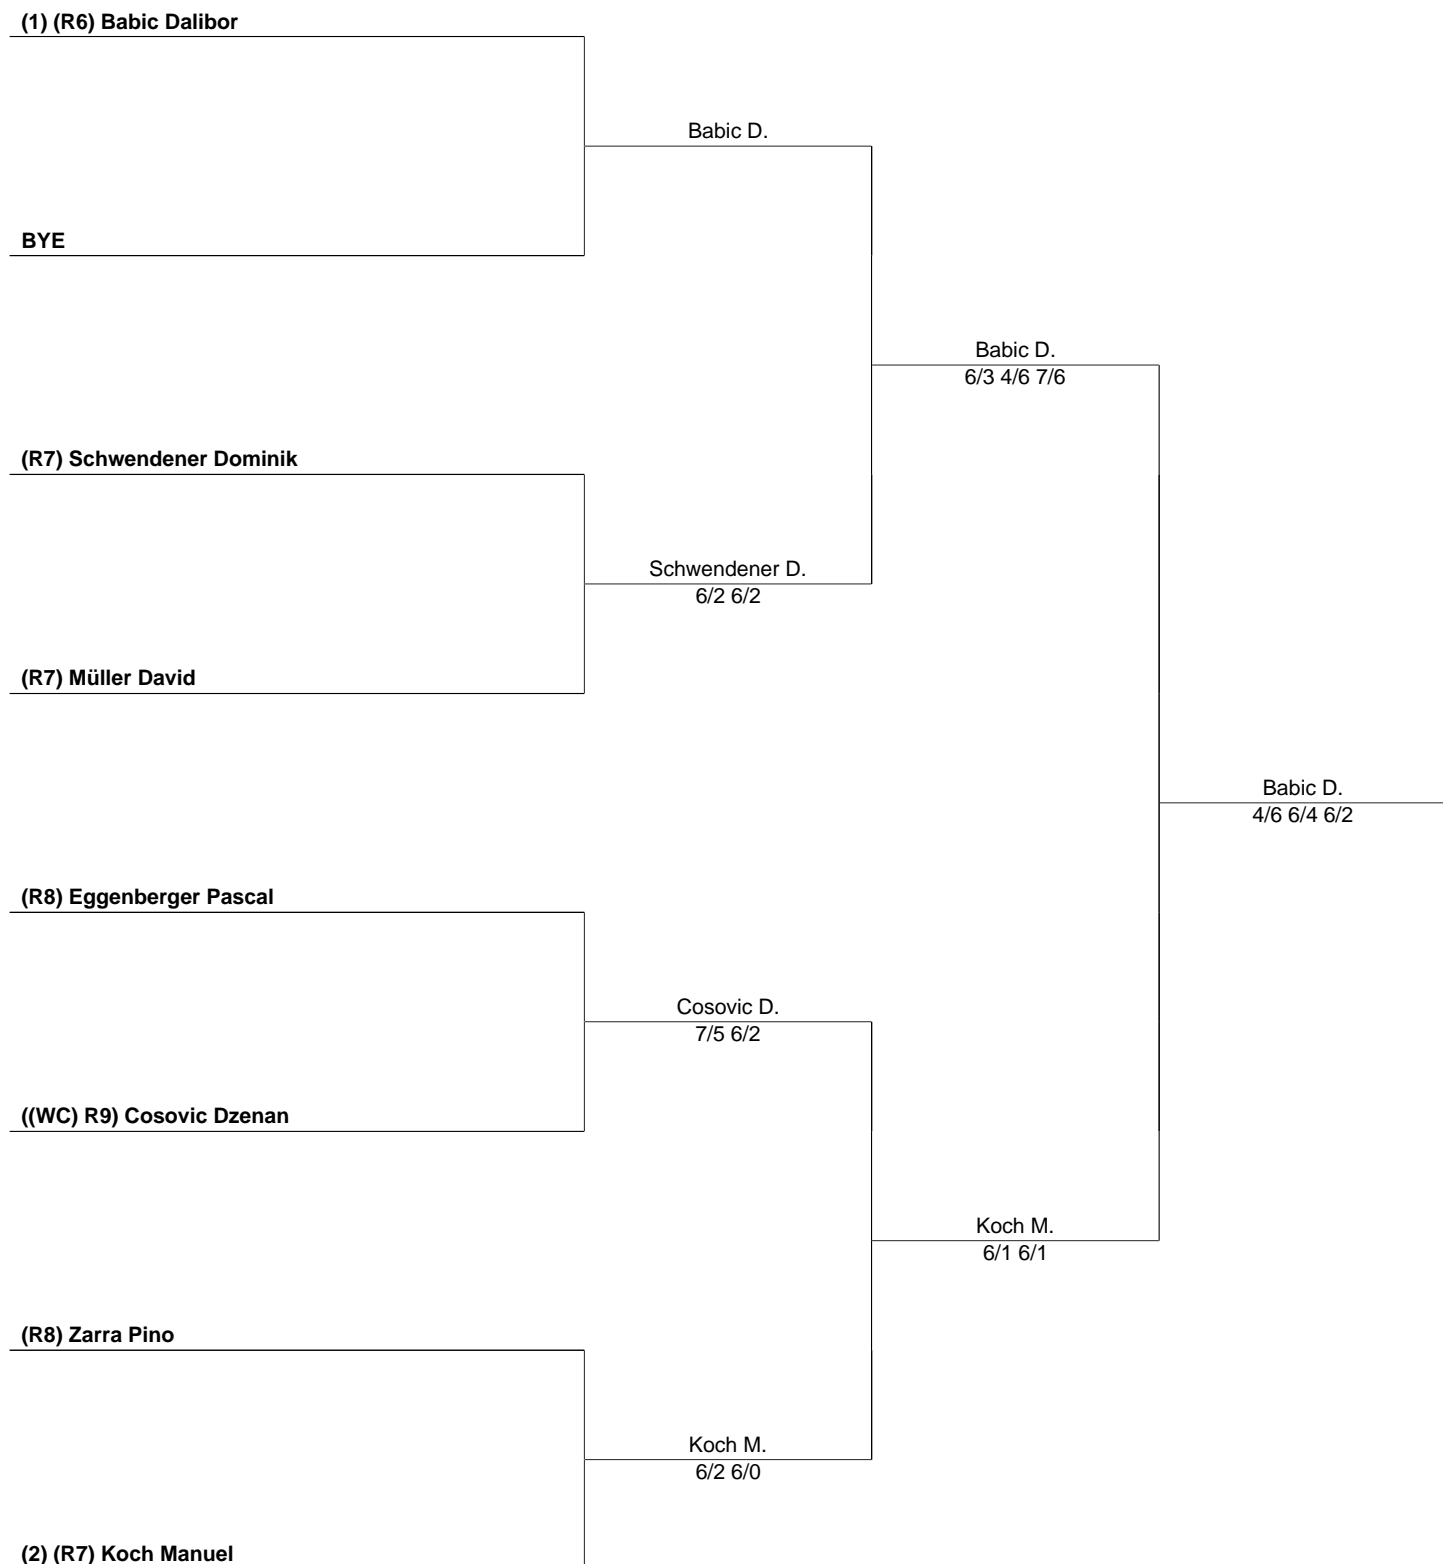 (1) (R6) Babic Dalibor
Babic D.
BYE
Babic D.
6/3 4/6 7/6
(R7) Schwendener Dominik
Schwendener D.
6/2 6/2
(R7) Müller David
Babic D.
4/6 6/4 6/2
(R8) Eggenberger Pascal
Cosovic D.
7/5 6/2
((WC) R9) Cosovic Dzenan
Koch M.
6/1 6/1
(R8) Zarra Pino
Koch M.
6/2 6/0
(2) (R7) Koch Manuel